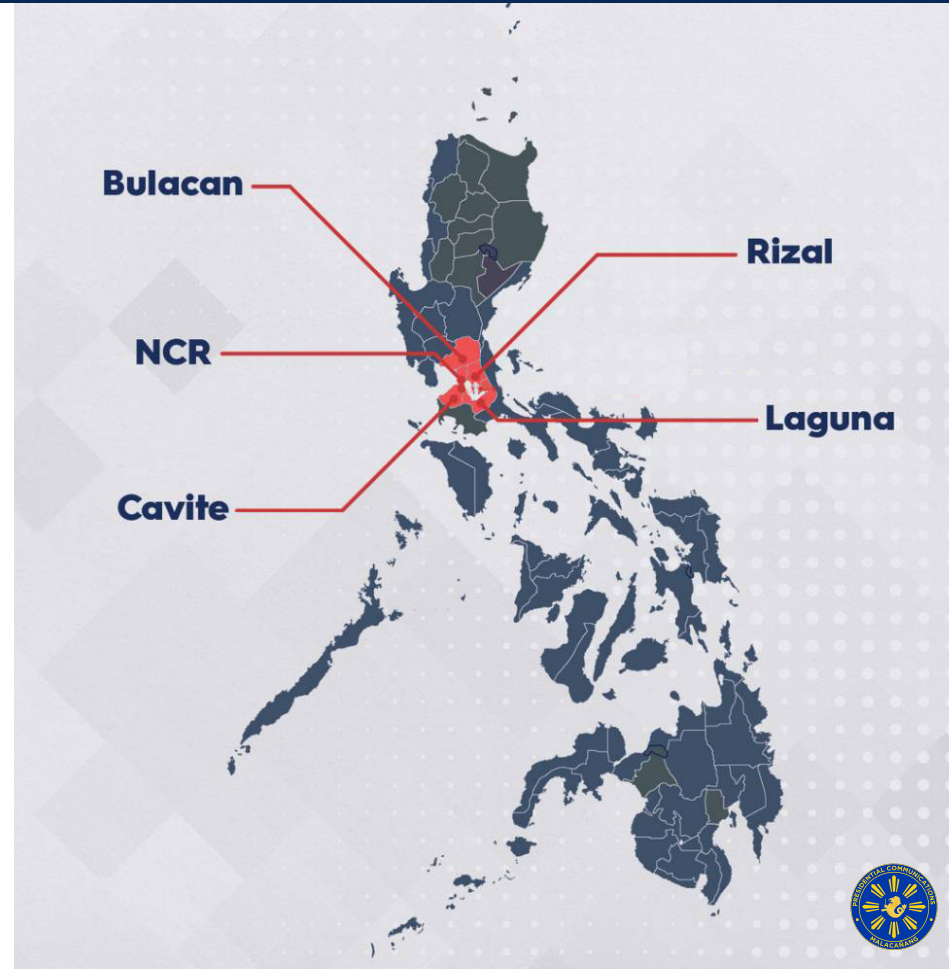 Bulacan
Rizal
NCR
Laguna
Cavite
PRESIDENTIAL COMMUNICATIONS
MALACAÑANG